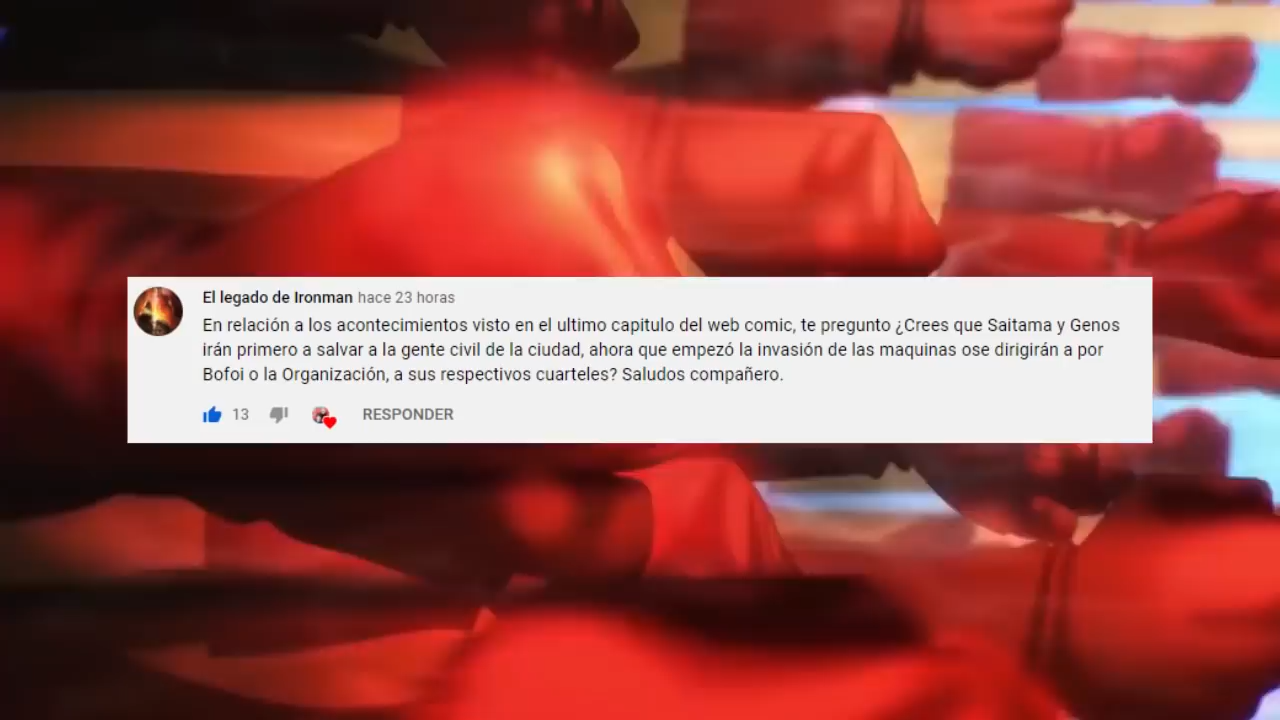 El legado de Ironman hace 23 horas
En relación a los acontecimientos visto en el ultimo capitulo del web comic, te pregunto ¿Crees que Saitama y Genos
irán primero a salvar a la gente civil de la ciudad, ahora que empezó la invasión de las maquinas ose dirigirán a por
Bofoi o la Organización, a sus respectivos cuarteles? Saludos compañero.
13 RESPONDER